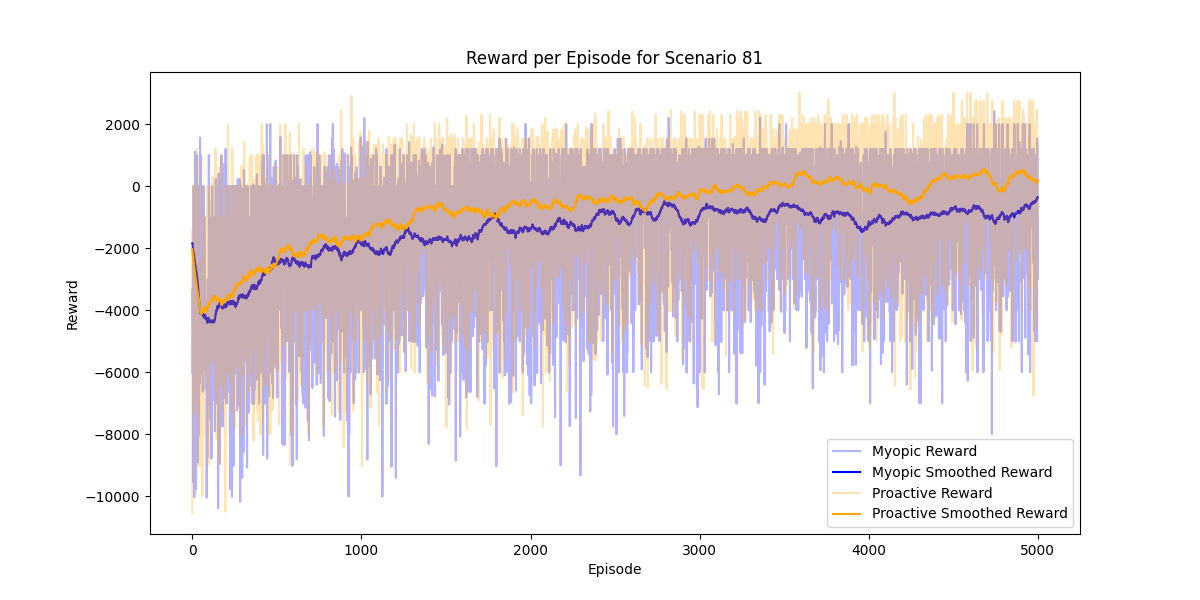 Reward per Episode for Scenario 81
2000
0
−2000
−4000
−6000
−8000
−10000
Reward
0
1000
2000
3000
4000
5000
Episode
Myopic Reward
Myopic Smoothed Reward
Proactive Reward
Proactive Smoothed Reward